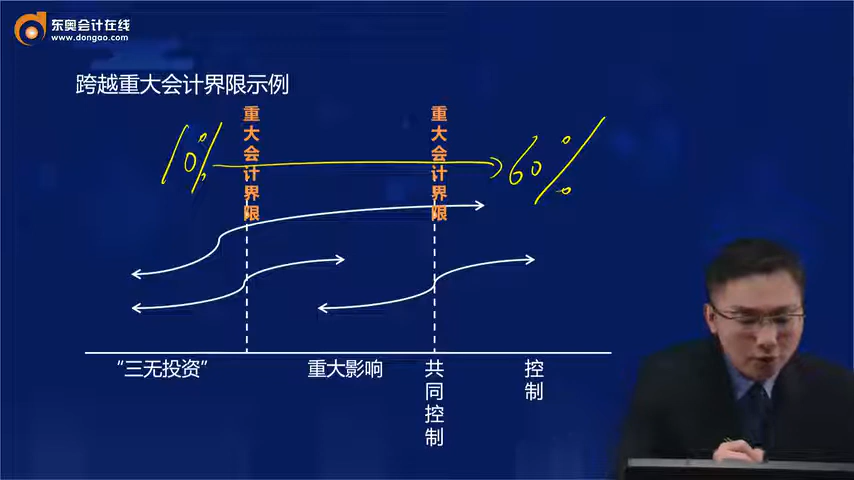 东奥会计在线
www.dongao.com
跨越重大会计界限示例
重大会计界限
重大会计界限
10%
60%
“三无投资”
重大影响
共同控制
控制